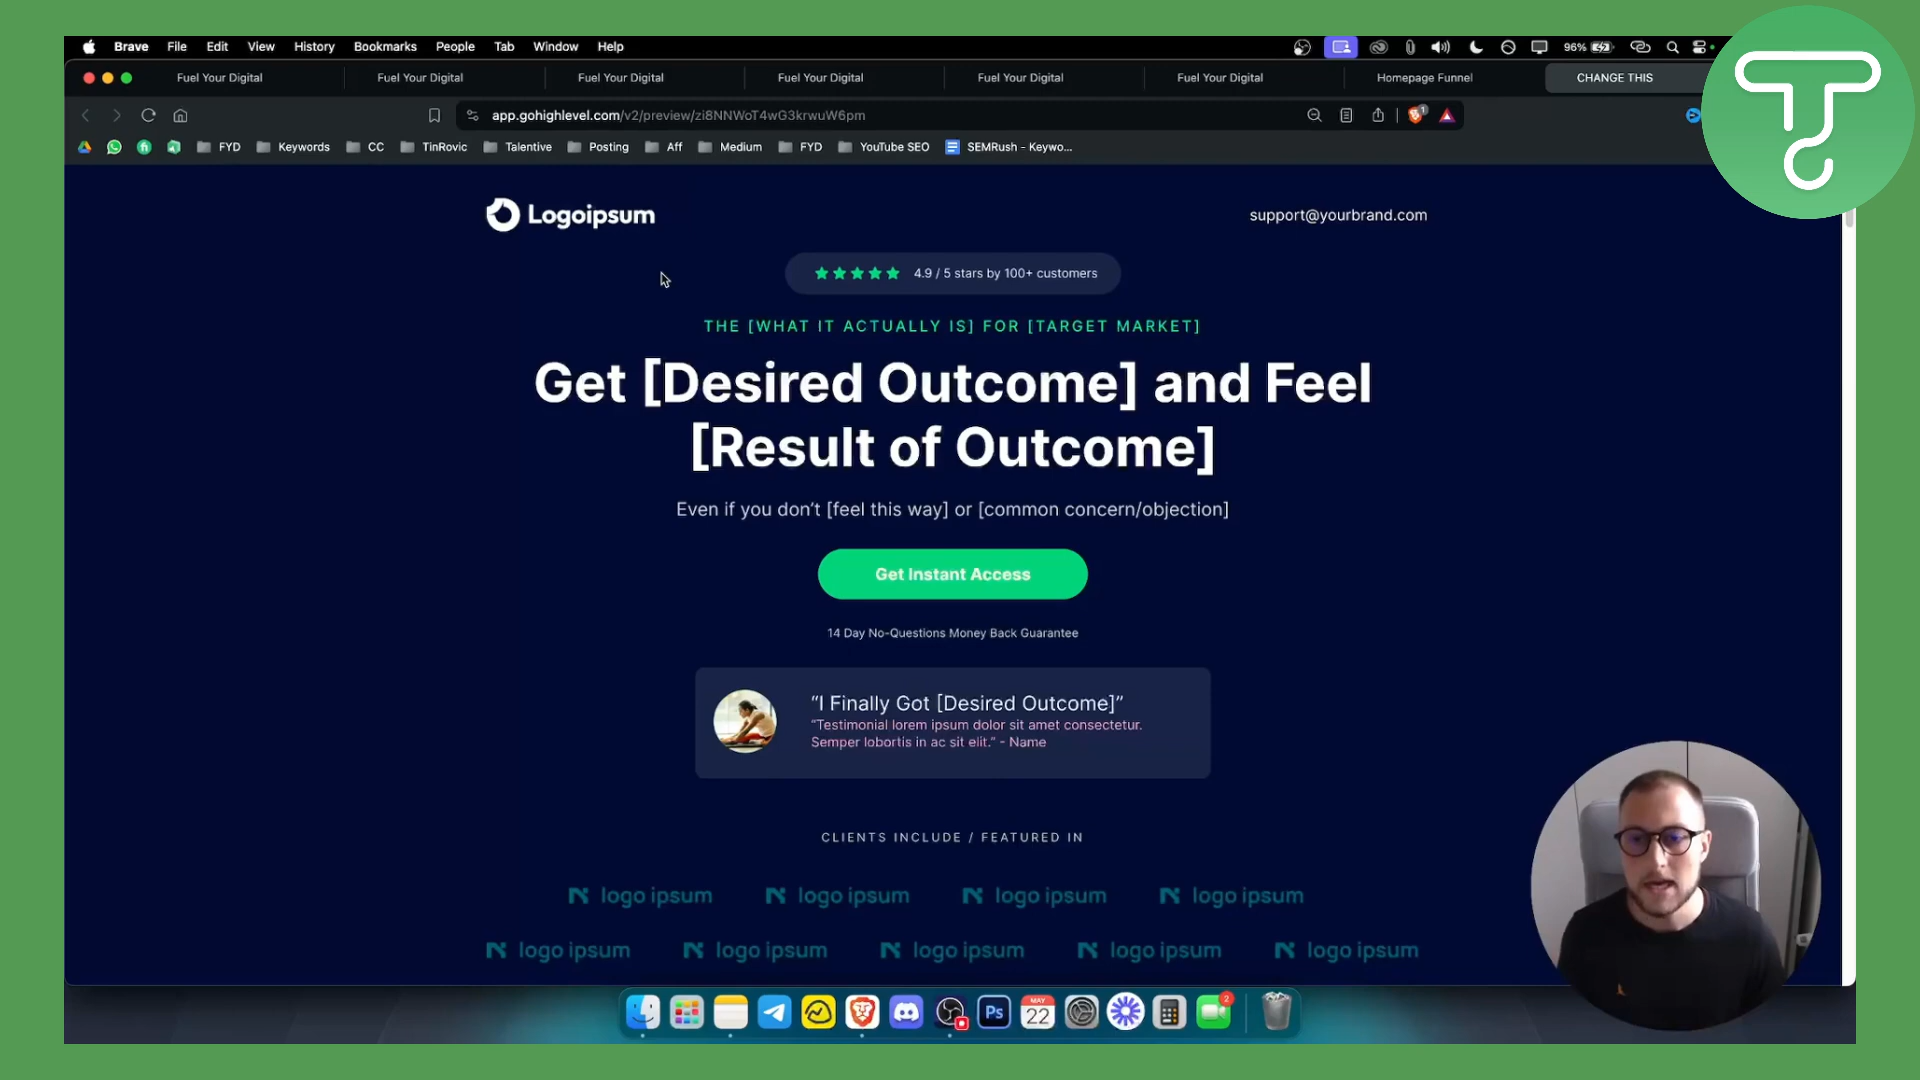 Brave File Edit View History Bookmarks People Tab Window Help 96%
Fuel Your Digital Fuel Your Digital Fuel Your Digital Fuel Your Digital Fuel Your Digital Fuel Your Digital Homepage Funnel CHANGE THIS
app.gohighlevel.com/v2/preview/zi8NNWoT4wG3krwuW6pm 1
FYD Keywords CC TinRovic Talentive Posting Aff Medium FYD YouTube SEO SEMRush - Keywo...
Logoipsum support@yourbrand.com
4.9 / 5 stars by 100+ customers
THE [WHAT IT ACTUALLY IS] FOR [TARGET MARKET]
Get [Desired Outcome] and Feel
[Result of Outcome]
Even if you don’t [feel this way] or [common concern/objection]
Get Instant Access
14 Day No-Questions Money Back Guarantee
“I Finally Got [Desired Outcome]”
“Testimonial lorem ipsum dolor sit amet consectetur.
Semper lobortis in ac sit elit.” - Name
CLIENTS INCLUDE / FEATURED IN
logo ipsum logo ipsum logo ipsum logo ipsum
logo ipsum logo ipsum logo ipsum logo ipsum logo ipsum
Ps MAY 22 2